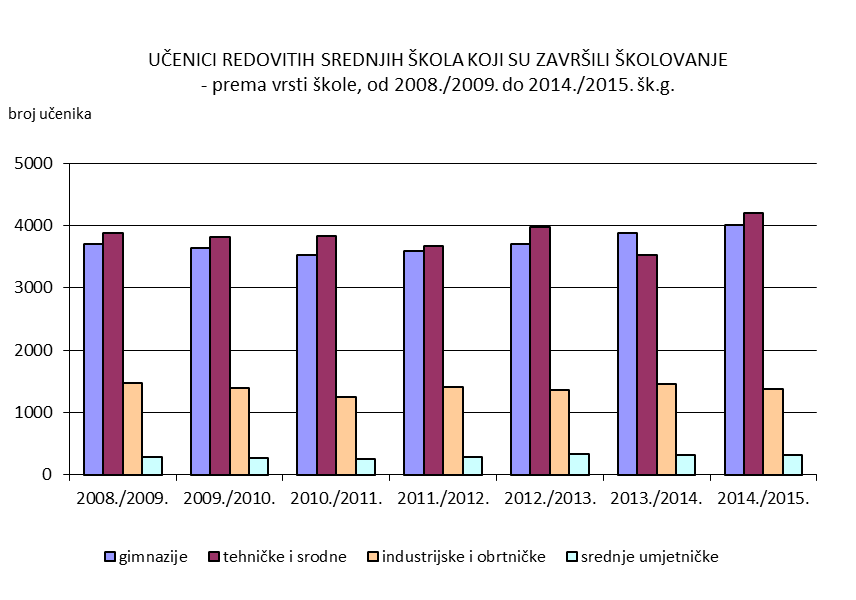 UČENICI REDOVITIH SREDNJIH ŠKOLA KOJI SU ZAVRŠILI ŠKOLOVANJE
- prema vrsti škole, od 2008./2009. do 2014./2015. šk.g.
broj učenika
5000
4000
3000
2000
1000
0
2008./2009. 2009./2010. 2010./2011. 2011./2012. 2012./2013. 2013./2014. 2014./2015.
gimnazije tehničke i srodne industrijske i obrtničke srednje umjetničke